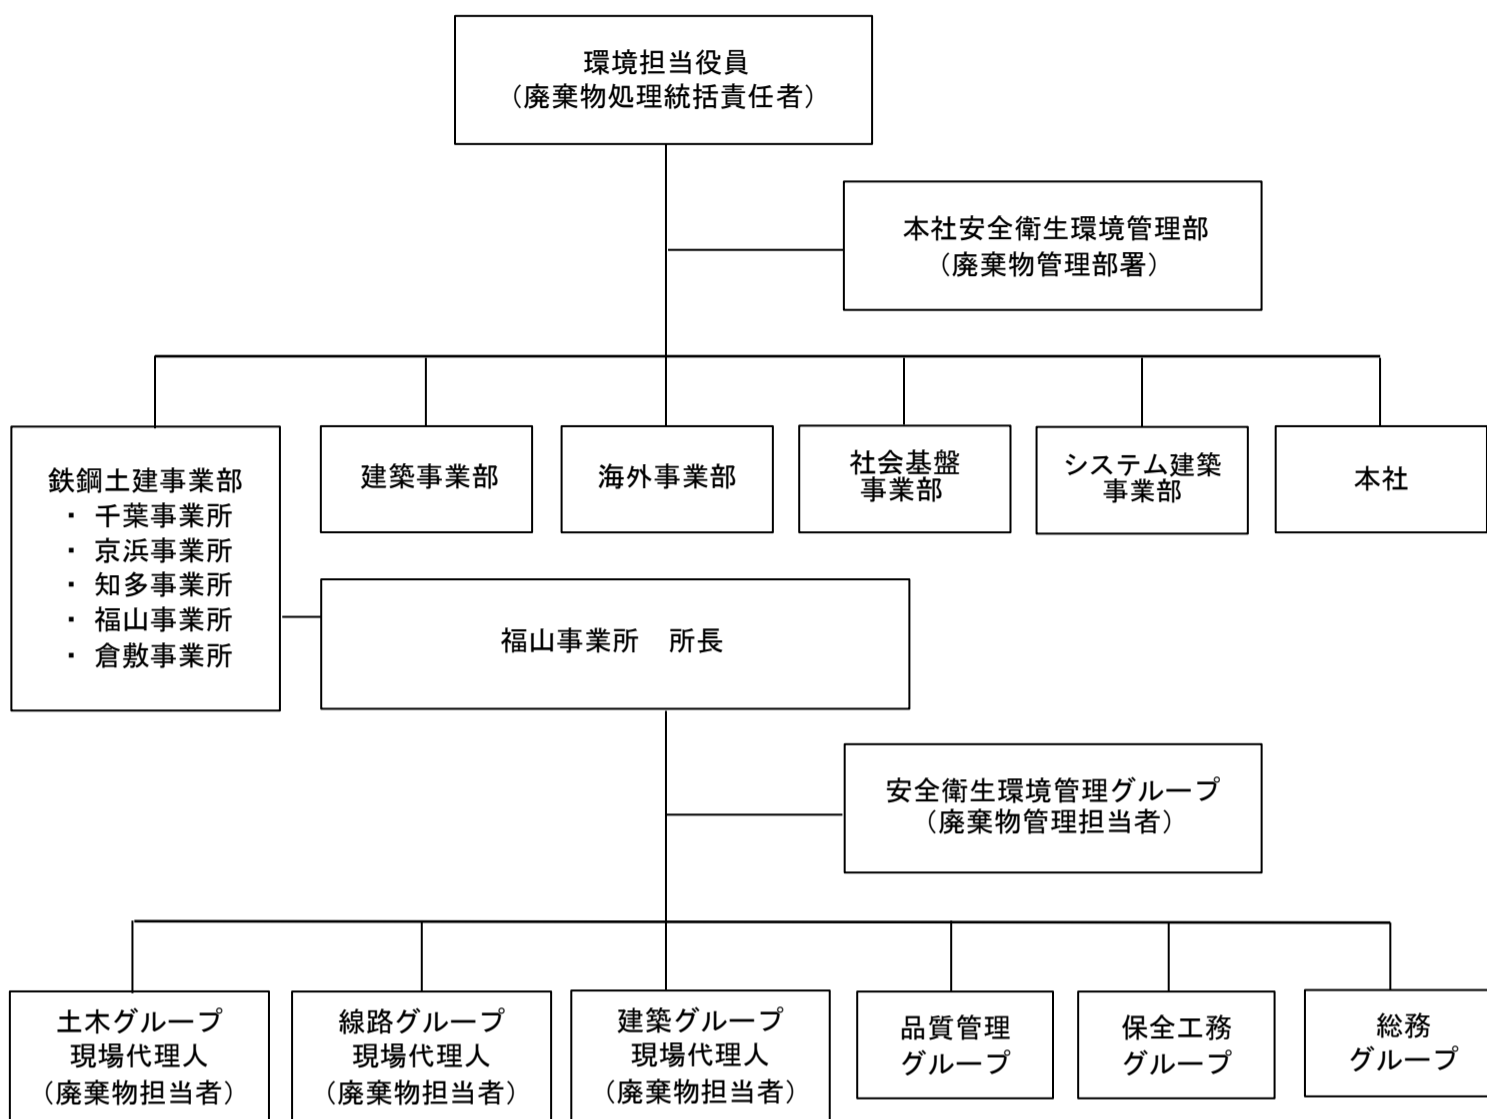 環境担当役員
（廃棄物処理統括責任者）
本社安全衛生環境管理部
（廃棄物管理部署）
鉄鋼土建事業部
・ 千葉事業所
・ 京浜事業所
・ 知多事業所
・ 福山事業所
・ 倉敷事業所
建築事業部
海外事業部
社会基盤
事業部
システム建築
事業部
本社
福山事業所　所長
安全衛生環境管理グループ
（廃棄物管理担当者）
土木グループ
現場代理人
（廃棄物担当者）
線路グループ
現場代理人
（廃棄物担当者）
建築グループ
現場代理人
（廃棄物担当者）
品質管理
グループ
保全工務
グループ
総務
グループ